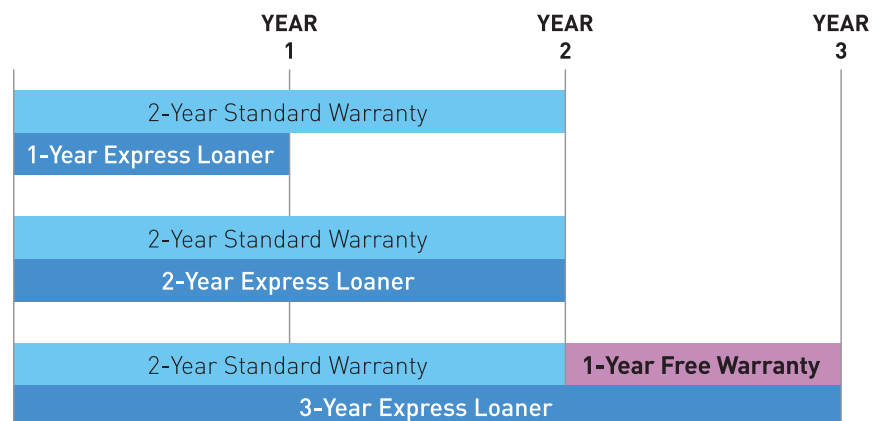 YEAR YEAR YEAR
1 2 3
2-Year Standard Warranty
1-Year Express Loaner
2-Year Standard Warranty
2-Year Express Loaner
2-Year Standard Warranty 1-Year Free Warranty
3-Year Express Loaner